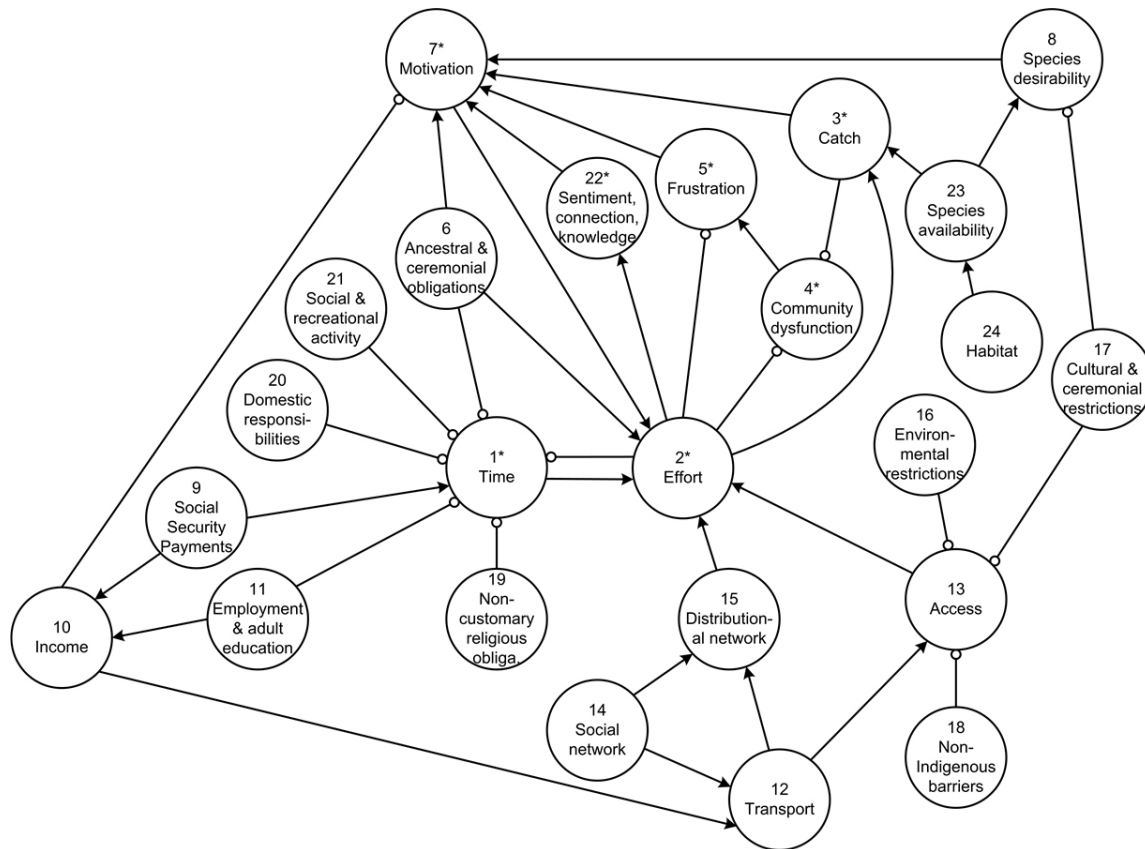 7*
Motivation
8
Species
desirability
3*
Catch
5*
Frustration
22*
Sentiment,
connection,
knowledge
23
Species
availability
6
Ancestral &
ceremonial
obligations
21
Social &
recreational
activity
4*
Community
dysfunction
24
Habitat
17
Cultural &
ceremonial
restrictions
20
Domestic
responsi-
bilities
16
Environ-
mental
restrictions
1*
Time
2*
Effort
9
Social
Security
Payments
11
Employment
& adult
education
19
Non-
customary
religious
obliga.
15
Distribution-
al network
13
Access
10
Income
14
Social
network
18
Non-
Indigenous
barriers
12
Transport